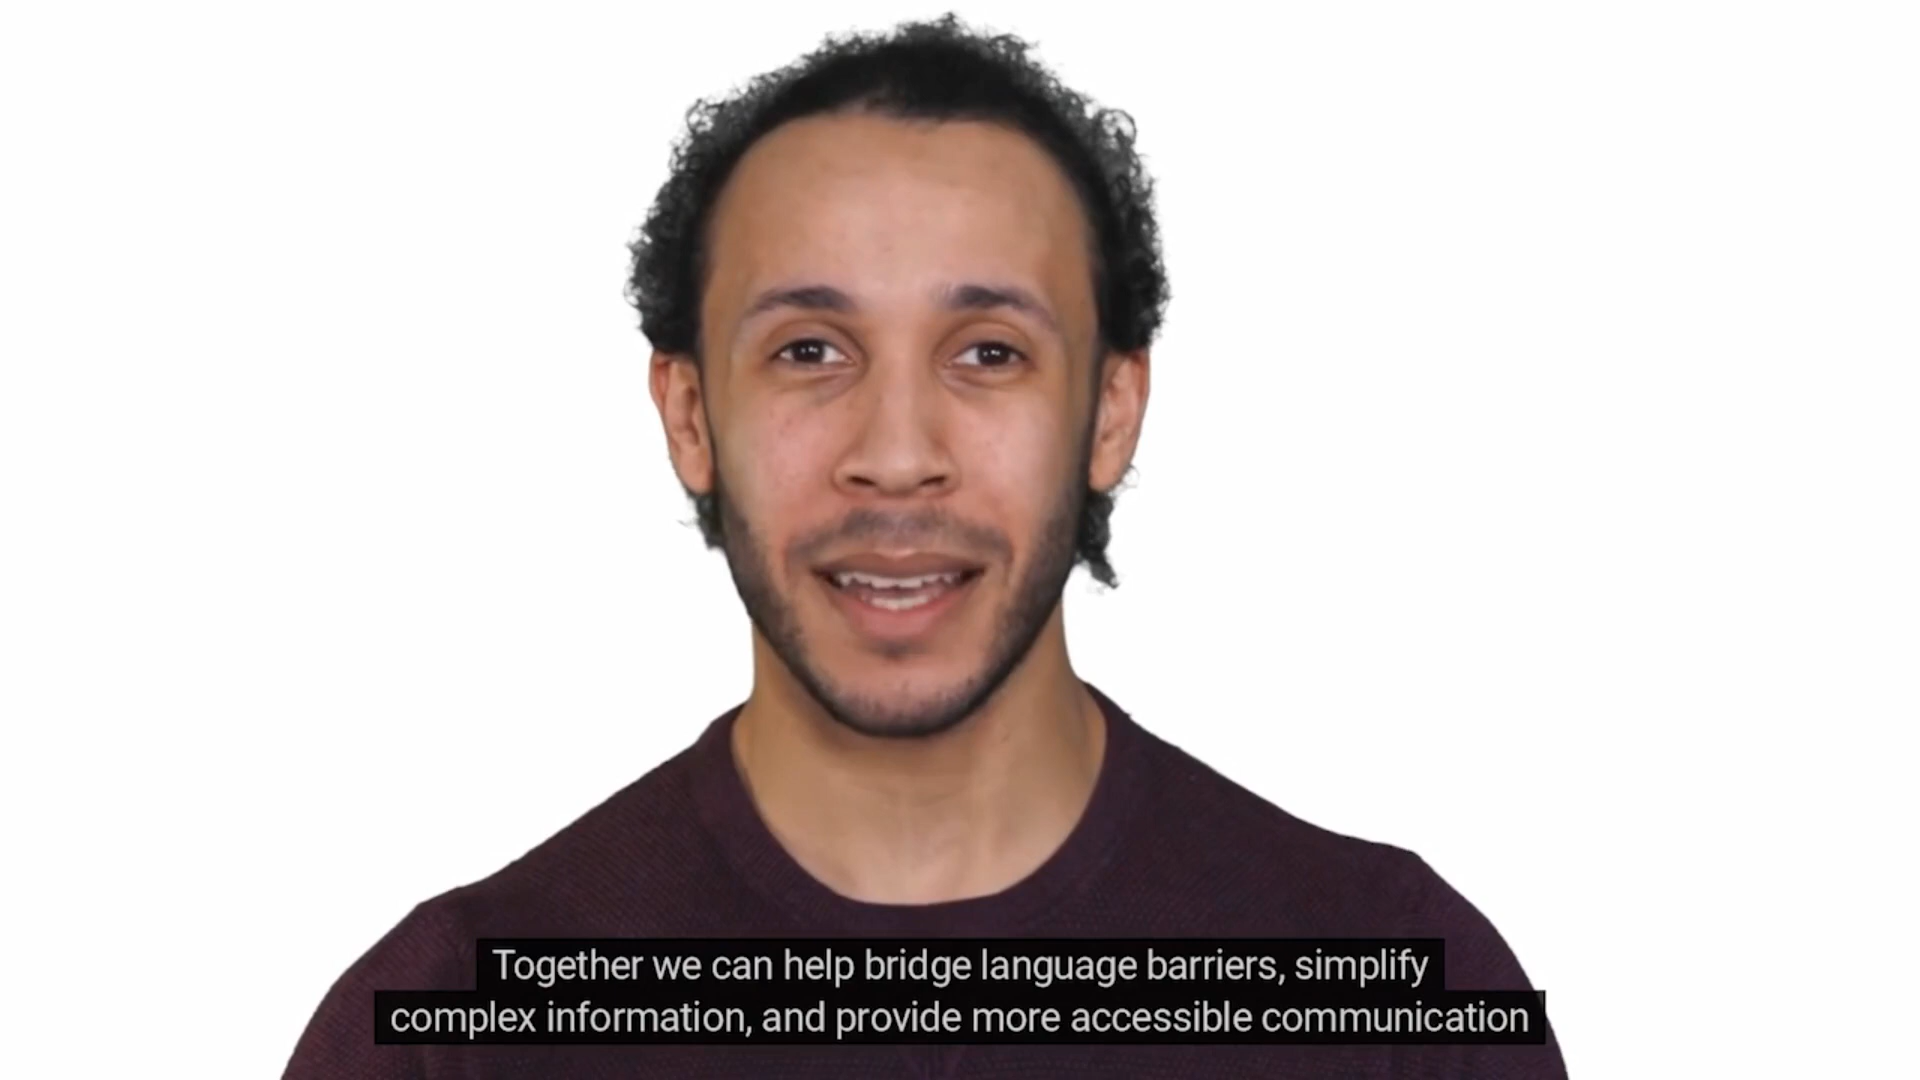 Together we can help bridge language barriers, simplify
complex information, and provide more accessible communication